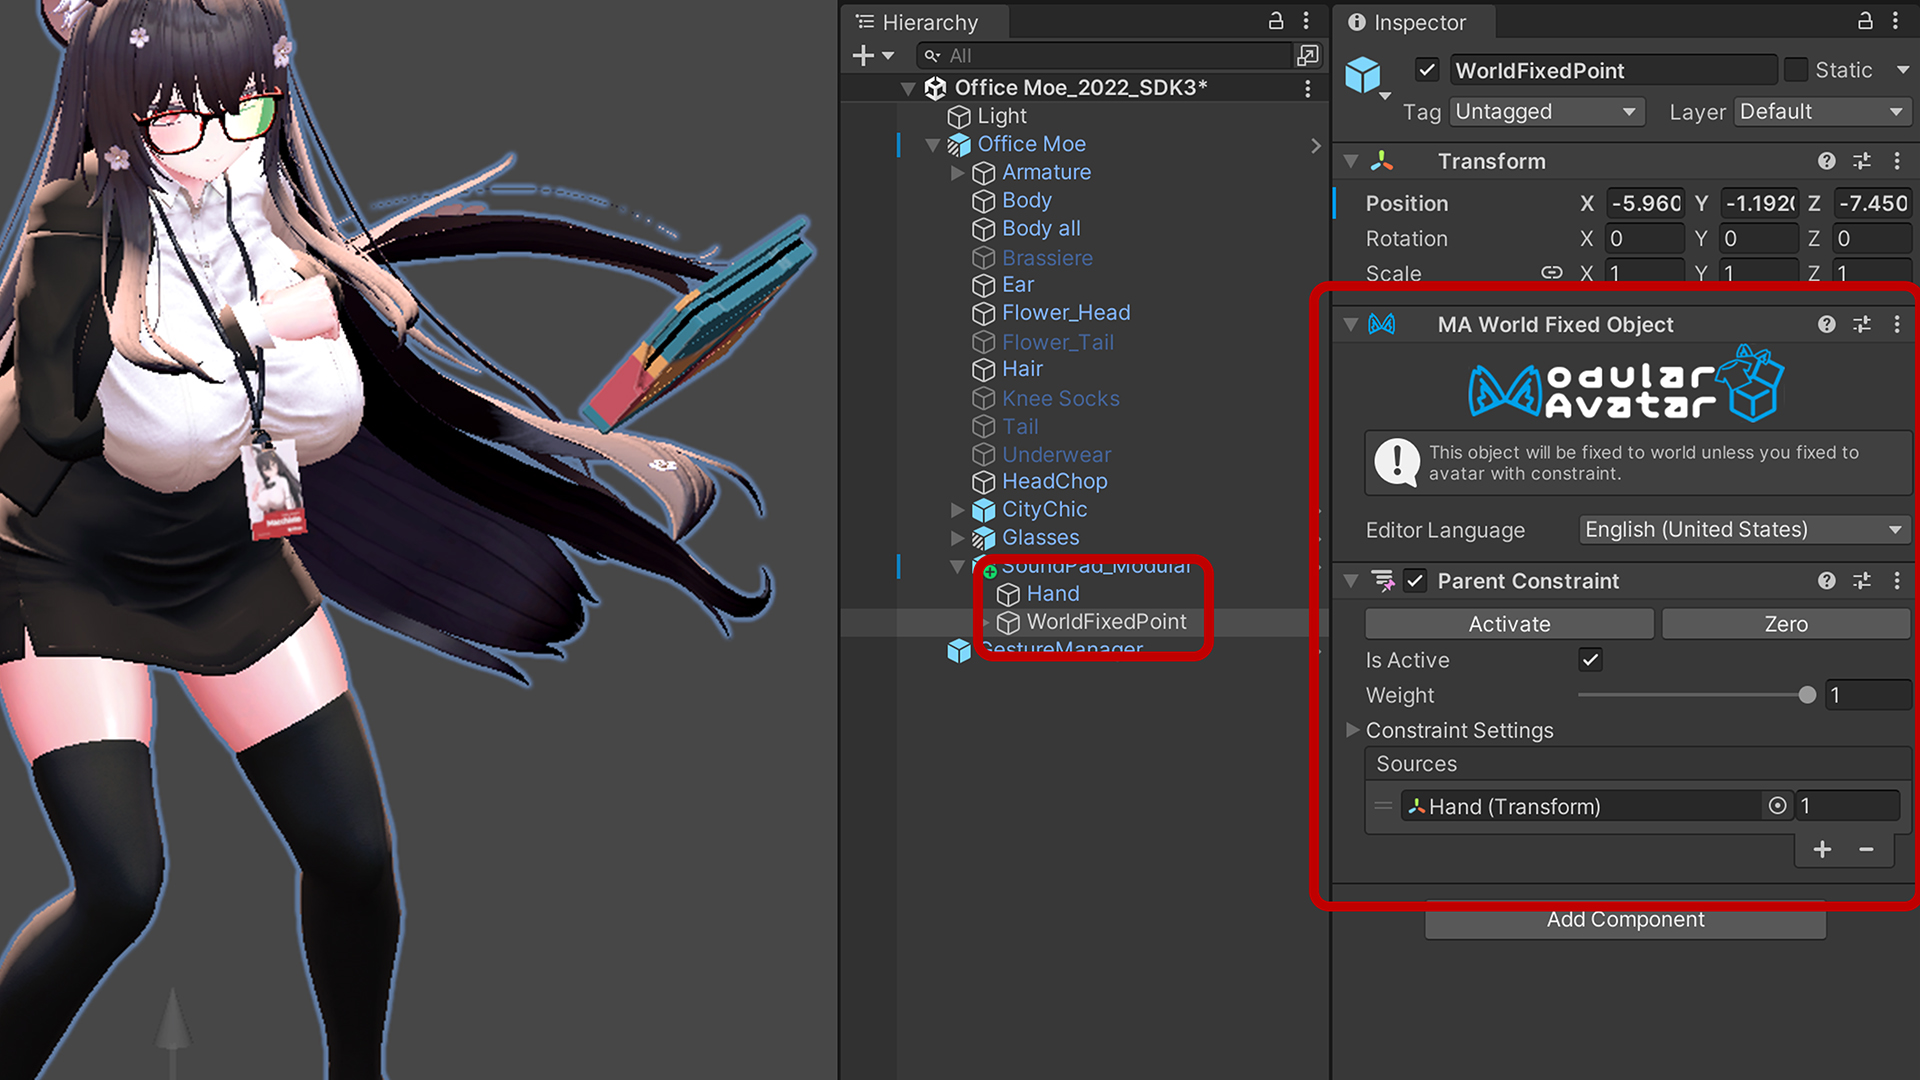 Hierarchy
All
Office Moe_2022_SDK3*
Light
Office Moe
Armature
Body
Body all
Brassiere
Ear
Flower_Head
Flower_Tail
Hair
Knee Socks
Tail
Underwear
HeadChop
CityChic
Glasses
SoundPad_Modular
Hand
WorldFixedPoint
GestureManager
Inspector
WorldFixedPoint
Static
Tag Untagged Layer Default
Transform
Position X -5.960 Y -1.1920 Z -7.450
Rotation X 0 Y 0 Z 0
Scale X 1 Y 1 Z 1
MA World Fixed Object
Modular
Avatar
This object will be fixed to world unless you fixed to
avatar with constraint.
Editor Language English (United States)
Parent Constraint
Activate Zero
Is Active
Weight 1
Constraint Settings
Sources
Hand (Transform) 1
Add Component